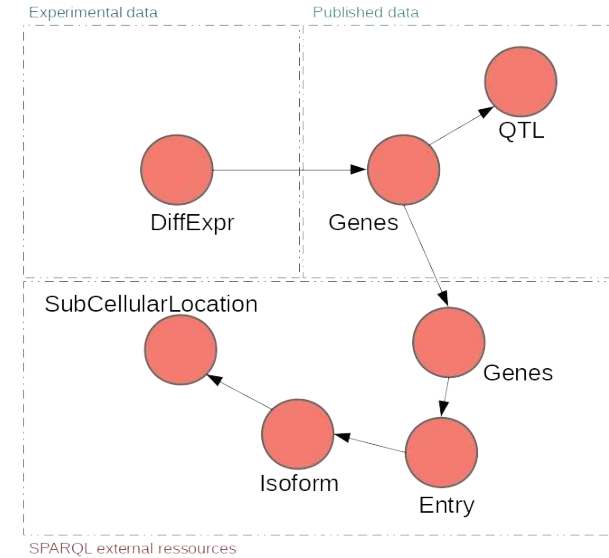 Experimental data
Published data
QTL
DiffExpr
Genes
SubCellularLocation
Genes
Isoform
Entry
SPARQL external ressources